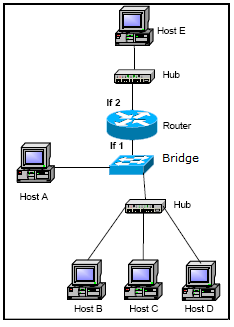 Host E
Hub
If 2
Router
If 1
Bridge
Host A
Hub
Host B
Host C
Host D